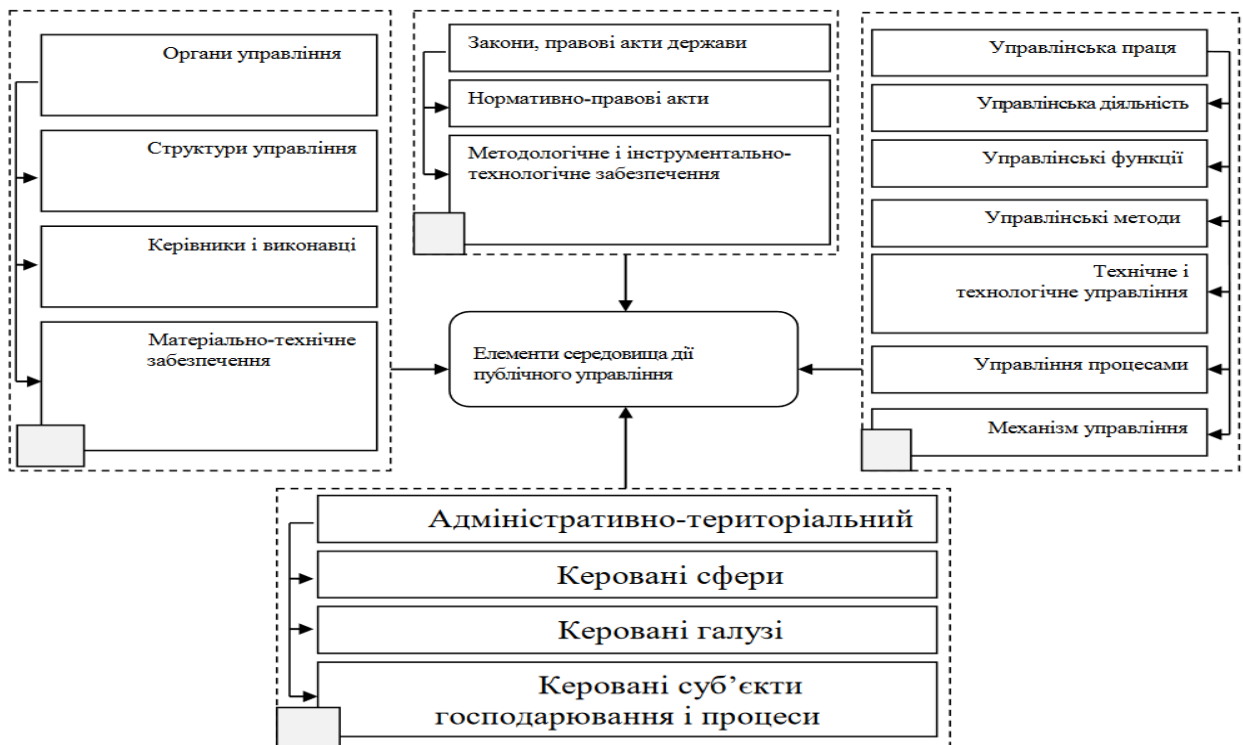 Органи управління
Структури управління
Керівники і виконавці
Матеріально-технічне
забезпечення
Закони, правові акти держави
Нормативно-правові акти
Методологічне і інструментально-
технологічне забезпечення
Управлінська праця
Управлінська діяльність
Управлінські функції
Управлінські методи
Технічне і
технологічне управління
Управління процесами
Механізм управління
Елементи середовища дії
публічного управління
Адміністративно-територіальний
Керовані сфери
Керовані галузі
Керовані суб’єкти
господарювання і процеси